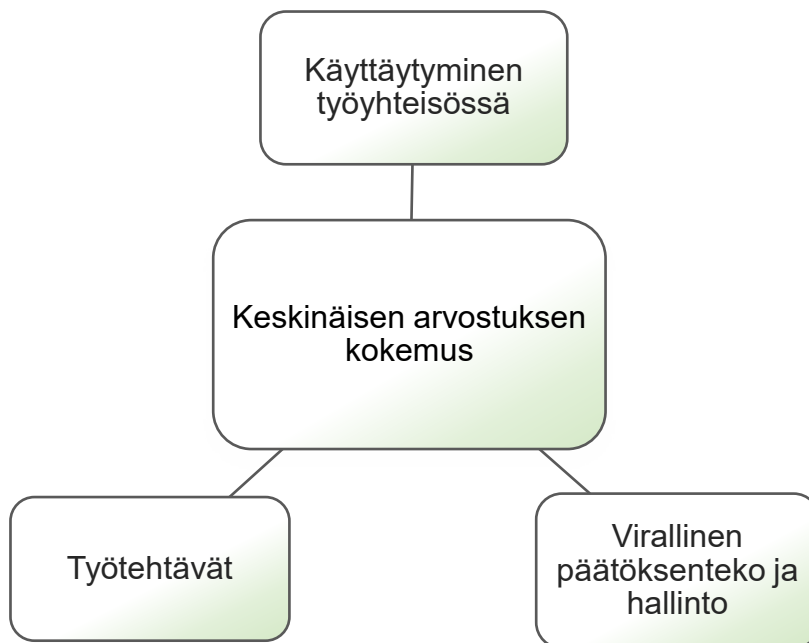 Käyttäytyminen
työyhteisössä
Keskinäisen arvostuksen
kokemus
Työtehtävät
Virallinen
päätöksenteko ja
hallinto